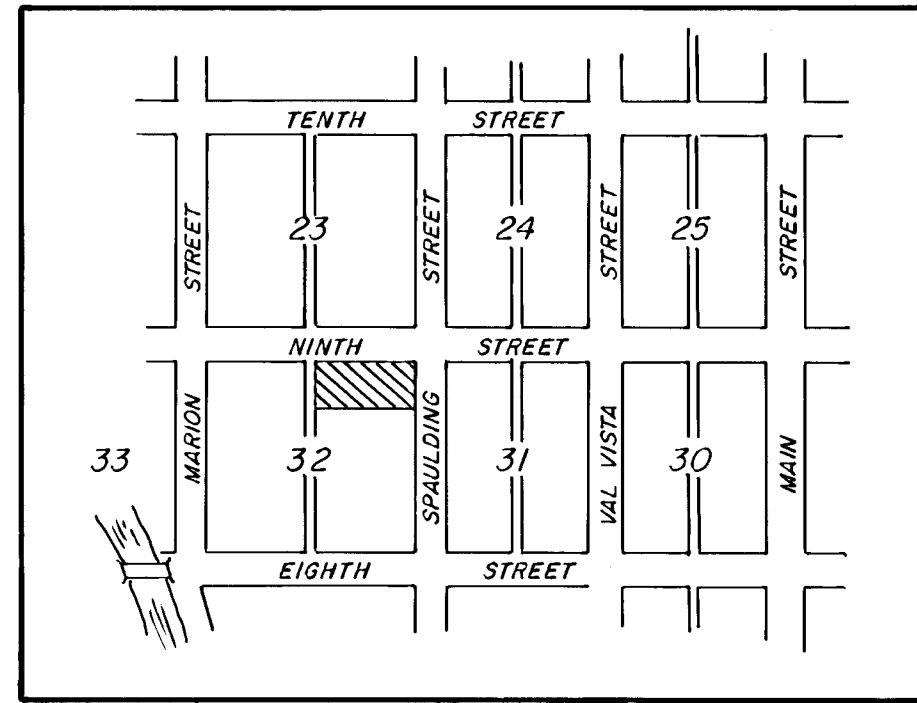 TENTH STREET
STREET
23
STREET
24
STREET
25
STREET
NINTH STREET
33
MARION
32
SPAULDING
31
VAL VISTA
30
MAIN
EIGHTH STREET